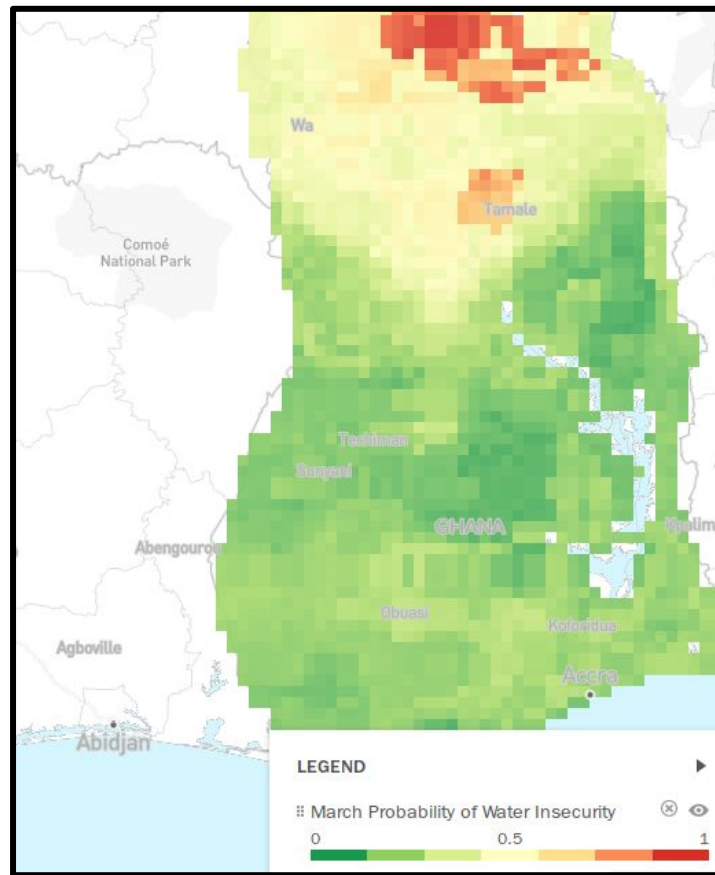 Wa
Tamale
Comoé
National Park
Techiman
Sunyani
GHANA
Kpalim
Abengourou
Obuasi
Koforidua
Agboville
Accra
Abidjan
LEGEND
March Probability of Water Insecurity
0 0.5 1